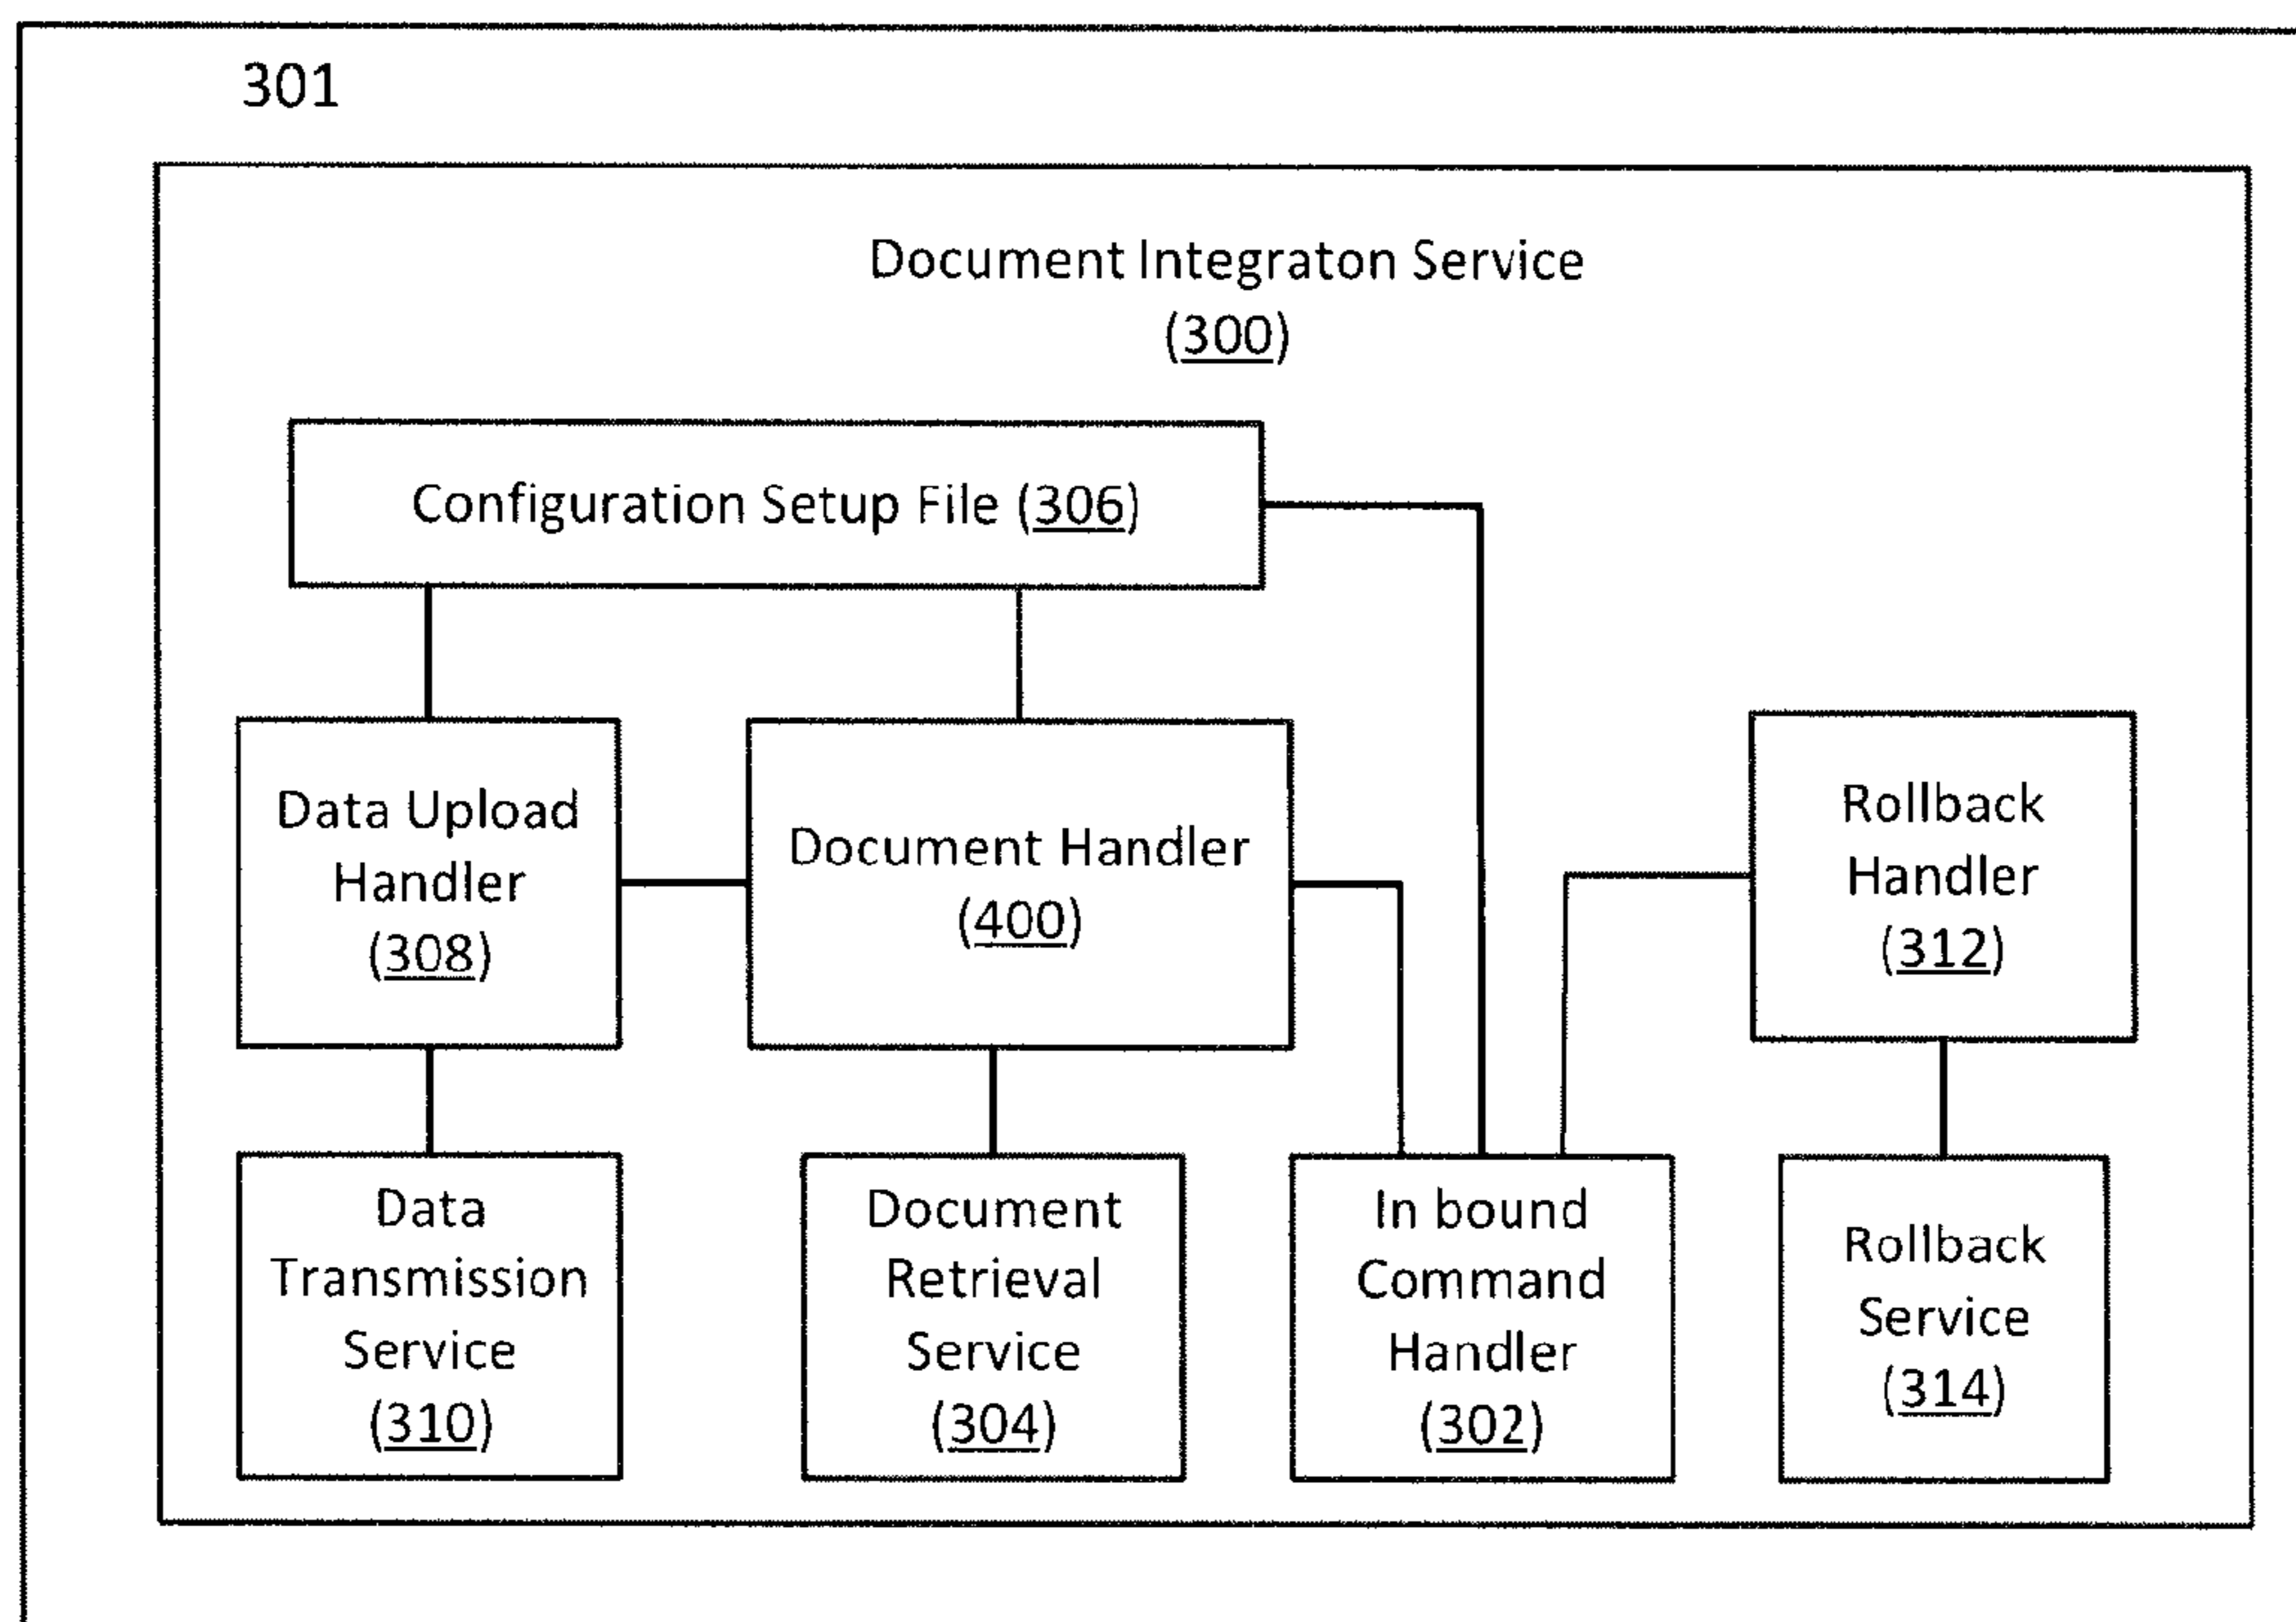 301
Document Integraton Service
(300)
Configuration Setup File (306)
Data Upload
Handler
(308)
Document Handler
(400)
Rollback
Handler
(312)
Data
Transmission
Service
(310)
Document
Retrieval
Service
(304)
In bound
Command
Handler
(302)
Rollback
Service
(314)